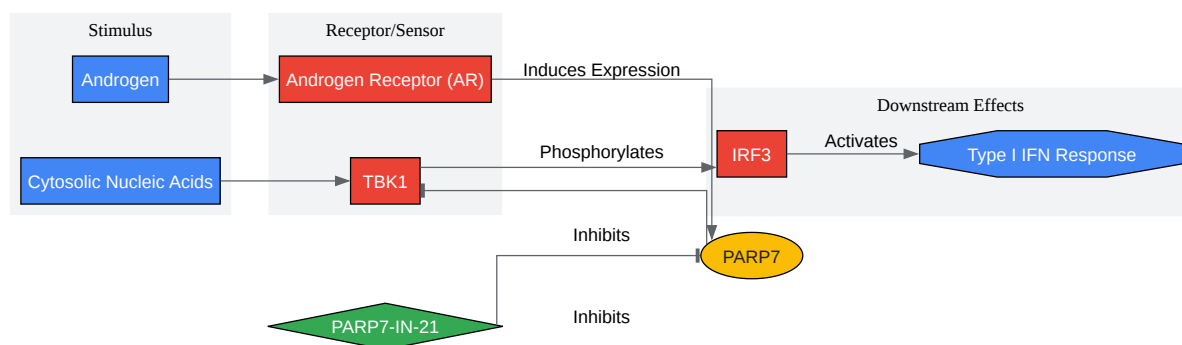 Stimulus
Receptor/Sensor
Androgen
Androgen Receptor (AR)
Induces Expression
Downstream Effects
Cytosolic Nucleic Acids
TBK1
Phosphorylates
IRF3
Activates
Type I IFN Response
Inhibits
PARP7
PARP7-IN-21
Inhibits